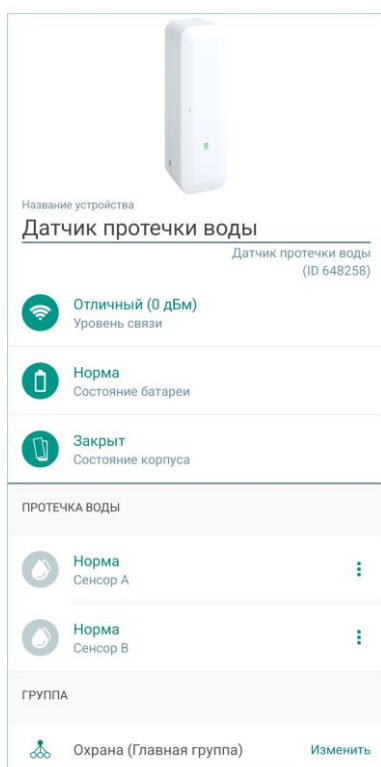 Название устройства
Датчик протечки воды
Датчик протечки воды
(ID 648258)
Отличный (0 дБм)
Уровень связи
Норма
Состояние батареи
Закрыт
Состояние корпуса
ПРОТЕЧКА ВОДЫ
Норма
Сенсор А
Норма
Сенсор B
ГРУППА
Охрана (Главная группа) Изменить